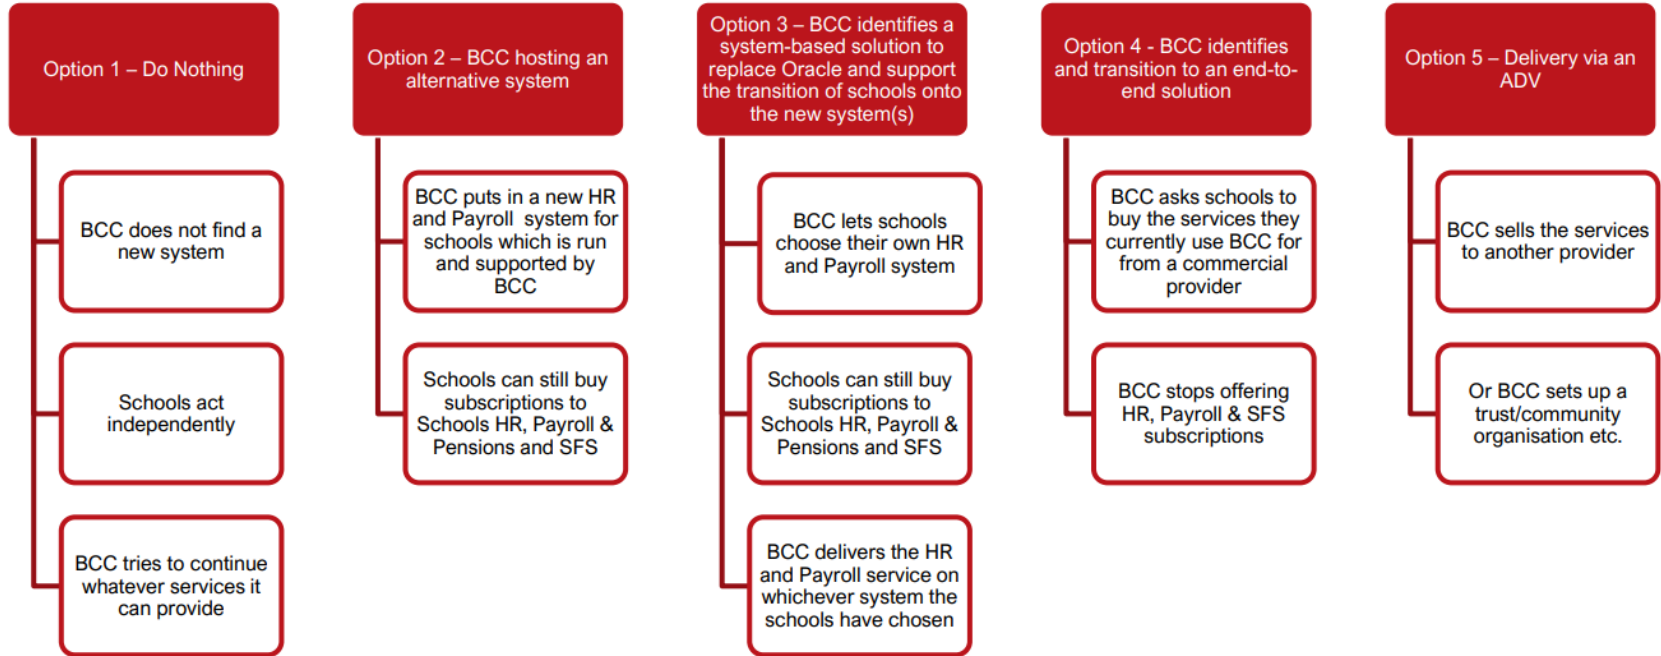 Option 1 – Do Nothing
BCC does not find a
new system
Schools act
independently
BCC tries to continue
whatever services it
can provide
Option 2 – BCC hosting an
alternative system
BCC puts in a new HR
and Payroll system for
schools which is run
and supported by
BCC
Schools can still buy
subscriptions to
Schools HR, Payroll &
Pensions and SFS
Option 3 – BCC identifies a
system-based solution to
replace Oracle and support
the transition of schools onto
the new system(s)
BCC lets schools
choose their own HR
and Payroll system
Schools can still buy
subscriptions to
Schools HR, Payroll &
Pensions and SFS
BCC delivers the HR
and Payroll service on
whichever system the
schools have chosen
Option 4 - BCC identifies
and transition to an end-to-
end solution
BCC asks schools to
buy the services they
currently use BCC for
from a commercial
provider
BCC stops offering
HR, Payroll & SFS
subscriptions
Option 5 – Delivery via an
ADV
BCC sells the services
to another provider
Or BCC sets up a
trust/community
organisation etc.